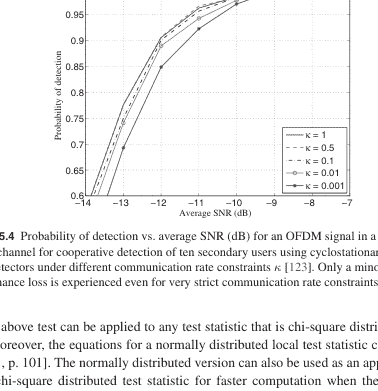 0.95
0.9
0.85
0.8
0.75
0.7
0.65
0.6
Probability of detection
κ = 1
κ = 0.5
κ = 0.1
κ = 0.01
κ = 0.001
−14 −13 −12 −11 −10 −9 −8 −7
Average SNR (dB)
5.4 Probability of detection vs. average SNR (dB) for an OFDM signal in a
channel for cooperative detection of ten secondary users using cyclostationar
tectors under different communication rate constraints κ [123]. Only a mino
nance loss is experienced even for very strict communication rate constraints
above test can be applied to any test statistic that is chi-square distri
oreover, the equations for a normally distributed local test statistic c
, p. 101]. The normally distributed version can also be used as an app
chi-square distributed test statistic for faster computation when the